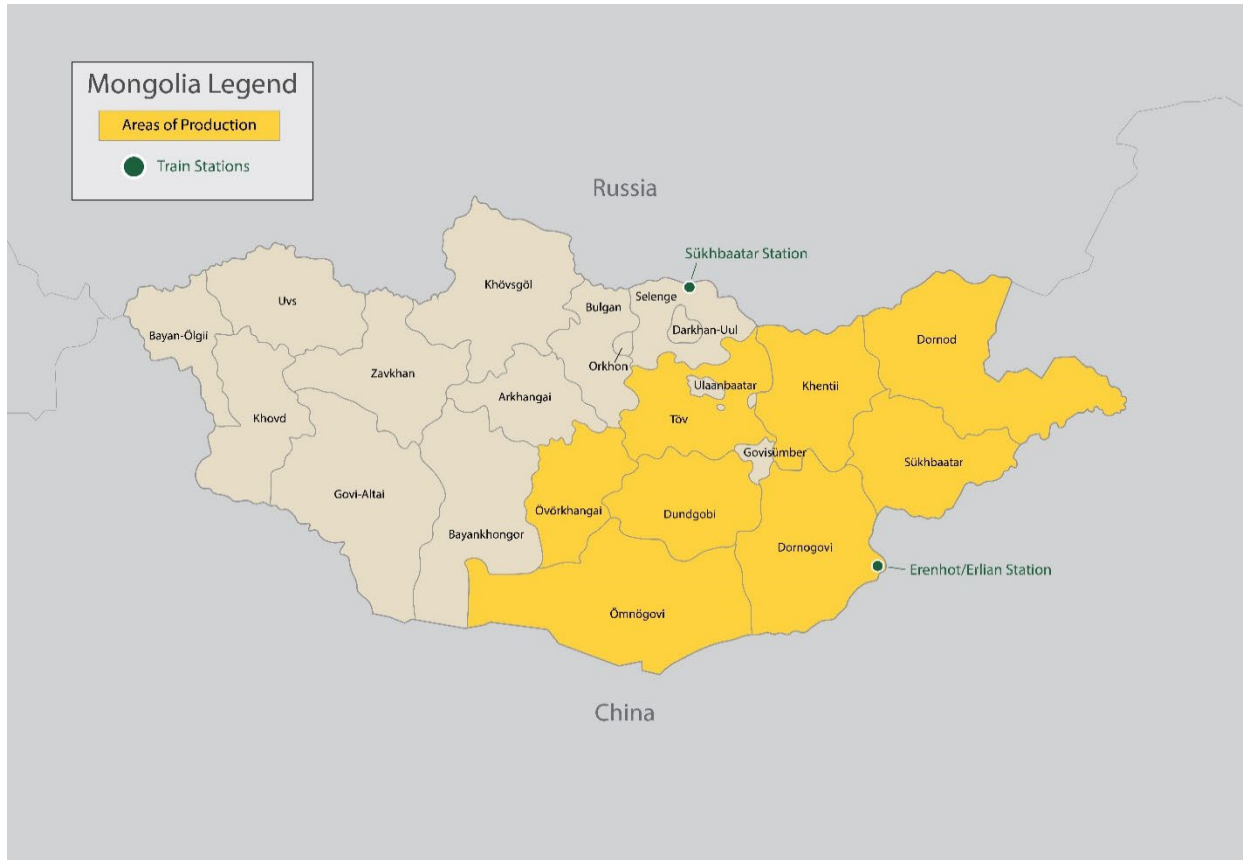 Mongolia Legend
Areas of Production
Train Stations
Russia
Sükhbaatar Station
Khövsgöl
Selenge
Uvs
Bulgan
Bayan-Ölgii
Darkhan-Uul
Dornod
Orkhon
Zavkhan
Ulaanbaatar
Khentii
Arkhangai
Khovd
Töv
Govisümber
Sükhbaatar
Govi-Altai
Övörkhangai
Dundgobi
Bayankhongor
Dornogovi
Erenhot/Erlian Station
Ömnögovi
China